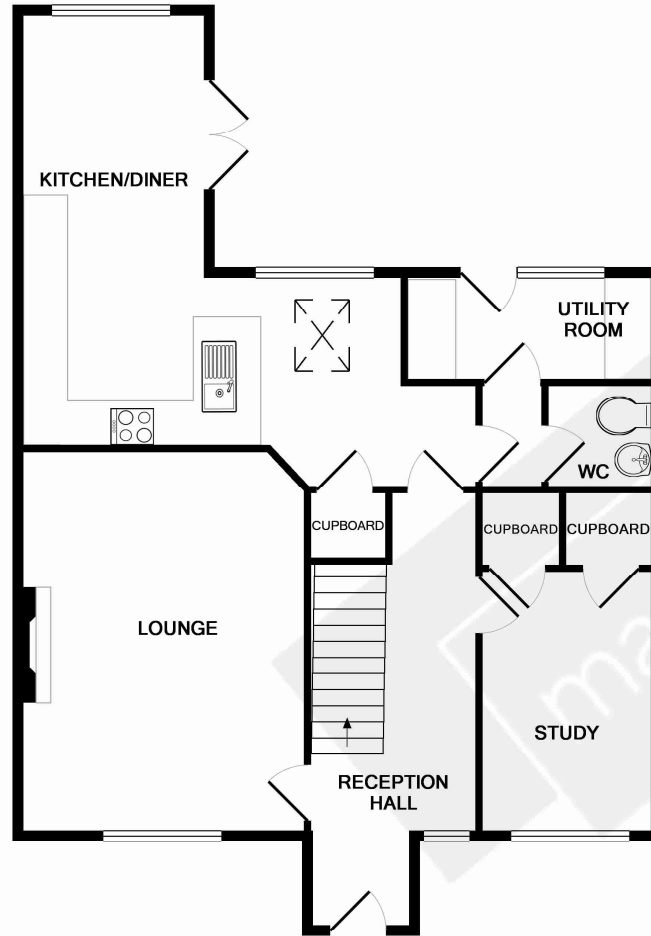 KITCHEN/DINER
UTILITY
ROOM
WC
CUPBOARD
CUPBOARD
CUPBOARD
LOUNGE
STUDY
RECEPTION
HALL